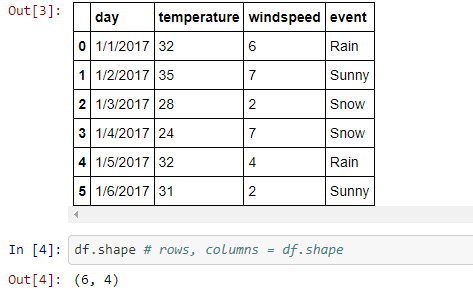 Out[3]:
day temperature windspeed event
0 1/1/2017 32 6 Rain
1 1/2/2017 35 7 Sunny
2 1/3/2017 28 2 Snow
3 1/4/2017 24 7 Snow
4 1/5/2017 32 4 Rain
5 1/6/2017 31 2 Sunny
In [4]: df.shape # rows, columns = df.shape
Out[4]: (6, 4)